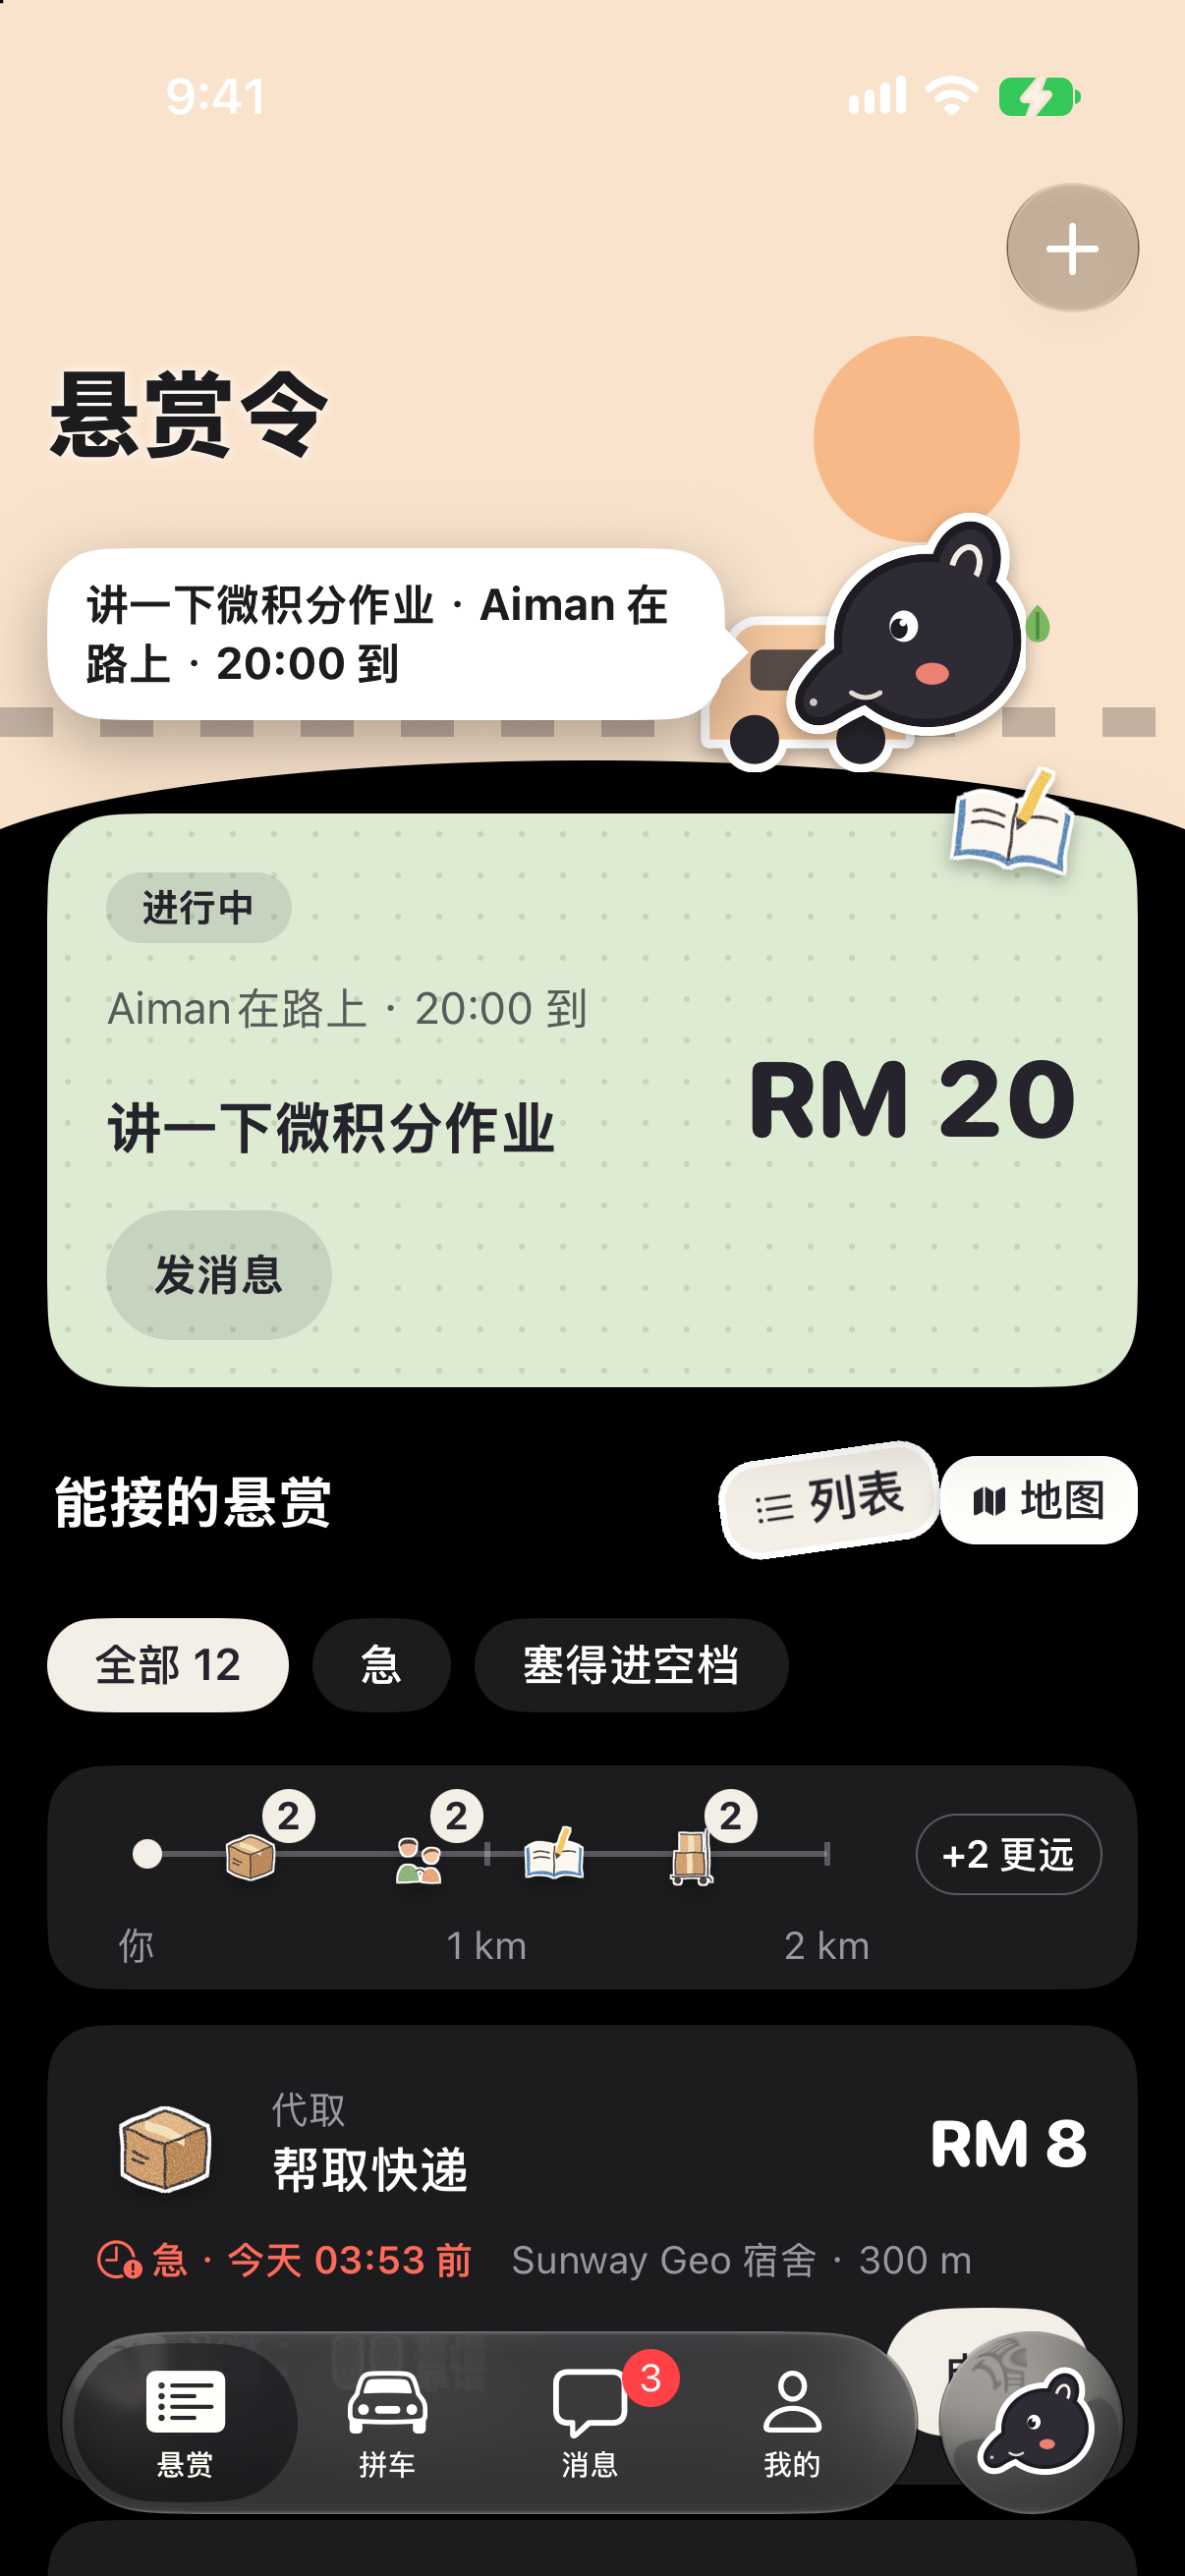 9:41
悬赏令
讲一下微积分作业 · Aiman 在
路上 · 20:00 到
进行中
Aiman在路上 · 20:00 到
讲一下微积分作业
RM 20
发消息
能接的悬赏
列表
地图
全部 12
急
塞得进空档
2
2
2
+2 更远
你
1 km
2 km
代取
帮取快递
RM 8
急 · 今天 03:53 前
Sunway Geo 宿舍 · 300 m
3
悬赏
拼车
消息
我的